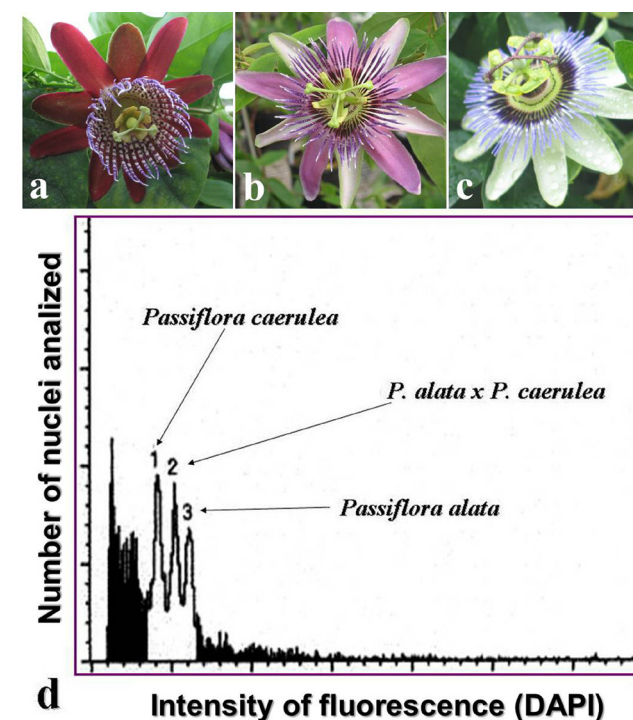 a
b
c
Number of nuclei analized
Passiflora caerulea
P. alata x P. caerulea
1
2
3
Passiflora alata
d
Intensity of fluorescence (DAPI)